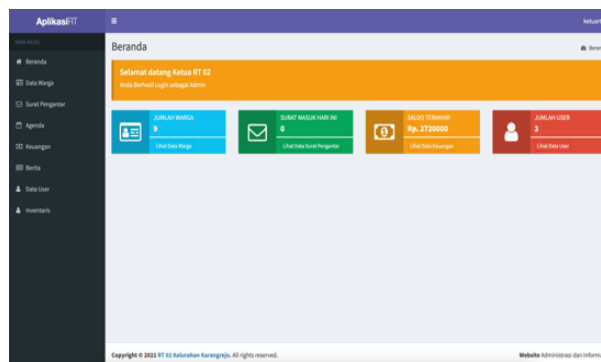 AplikasiRT
ketuart
MAIN MENU
Beranda
Data Warga
Surat Pengantar
Agenda
Keuangan
Berita
Data User
Inventaris
Beranda
Selamat datang Ketua RT 02
Anda Berhasil Login sebagai Admin
JUMLAH WARGA
9
Lihat Data Warga
SURAT MASUK HARI INI
0
Lihat Data Surat Pengantar
SALDO TERAKHIR
Rp. 2720000
Lihat Data Keuangan
JUMLAH USER
3
Lihat Data User
Copyright © 2021 RT 02 Kelurahan Karangrejo. All rights reserved.
Website Administrasi dan Informa